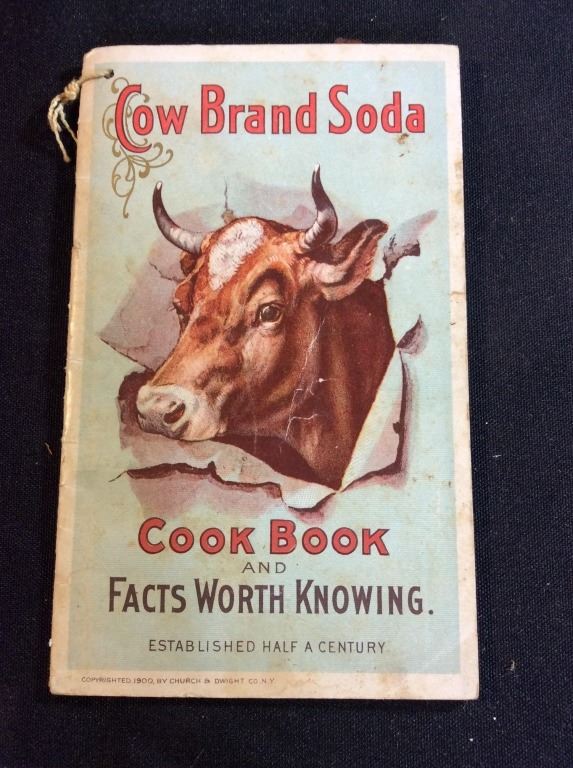 Cow Brand Soda
COOK BOOK
AND
FACTS WORTH KNOWING.
ESTABLISHED HALF A CENTURY
COPYRIGHTED, 1900, BY CHURCH & DWIGHT CO. N.Y.